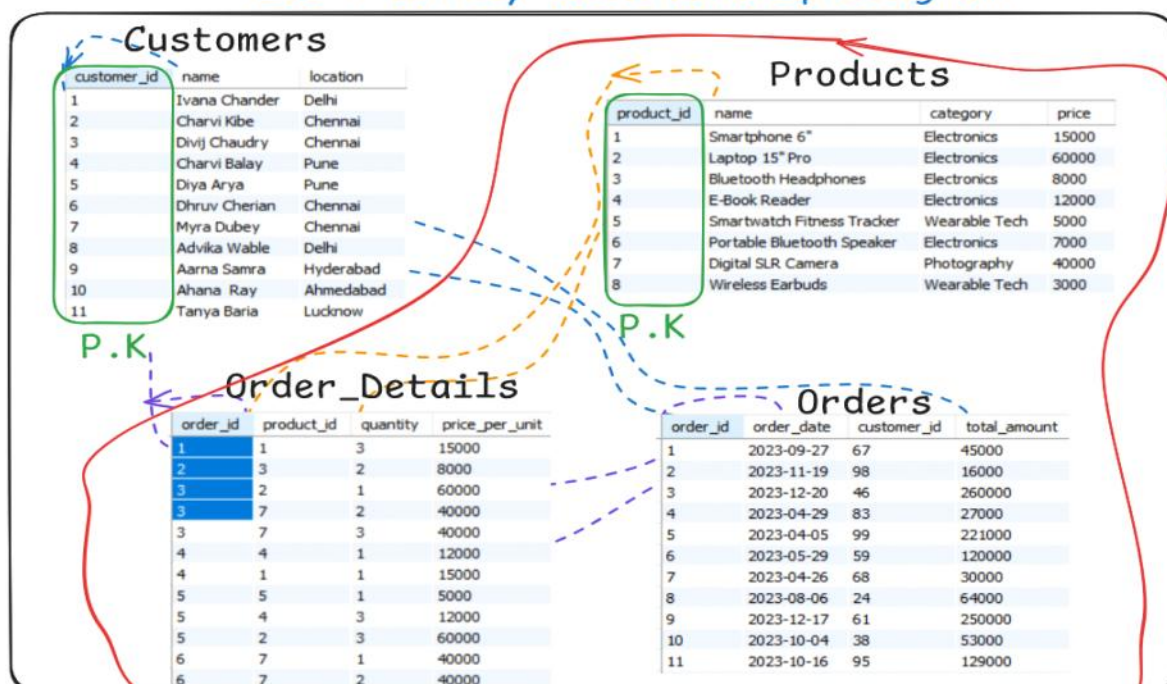 Customers
customer_id name location
1 Ivana Chander Delhi
2 Charvi Kibe Chennai
3 Divij Chaudry Chennai
4 Charvi Balay Pune
5 Diya Arya Pune
6 Dhruv Cherian Chennai
7 Myra Dubey Chennai
8 Advika Wable Delhi
9 Aarna Samra Hyderabad
10 Ahana Ray Ahmedabad
11 Tanya Baria Lucknow
P.K
Products
product_id name category price
1 Smartphone 6" Electronics 15000
2 Laptop 15" Pro Electronics 60000
3 Bluetooth Headphones Electronics 8000
4 E-Book Reader Electronics 12000
5 Smartwatch Fitness Tracker Wearable Tech 5000
6 Portable Bluetooth Speaker Electronics 7000
7 Digital SLR Camera Photography 40000
8 Wireless Earbuds Wearable Tech 3000
P.K
Order_Details
order_id product_id quantity price_per_unit
1 1 3 15000
2 3 2 8000
3 2 1 60000
3 7 2 40000
3 7 3 40000
4 4 1 12000
4 1 1 15000
5 5 1 5000
5 4 3 12000
5 2 3 60000
6 7 1 40000
6 7 2 40000
Orders
order_id order_date customer_id total_amount
1 2023-09-27 67 45000
2 2023-11-19 98 16000
3 2023-12-20 46 260000
4 2023-04-29 83 27000
5 2023-04-05 99 221000
6 2023-05-29 59 120000
7 2023-04-26 68 30000
8 2023-08-06 24 64000
9 2023-12-17 61 250000
10 2023-10-04 38 53000
11 2023-10-16 95 129000